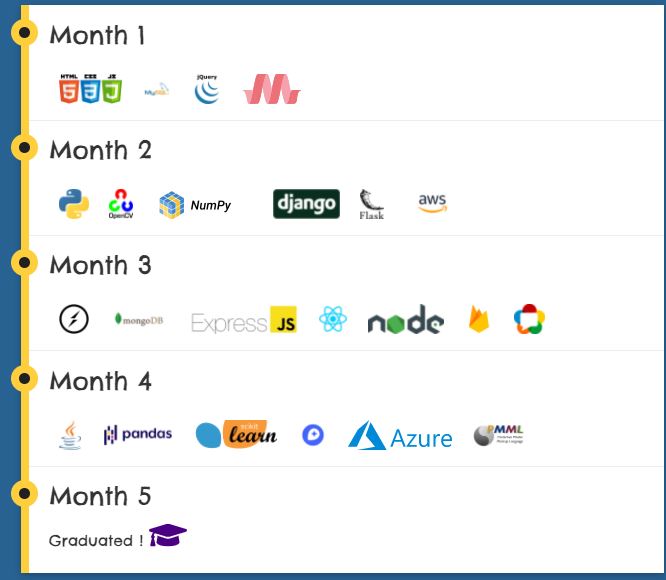 Month 1
HTML CSS JS MySQL jQuery
Month 2
OpenCV NumPy django Flask aws
Month 3
mongoDB Express JS node
Month 4
Java pandas scikit learn Azure PMML
Month 5
Graduated !